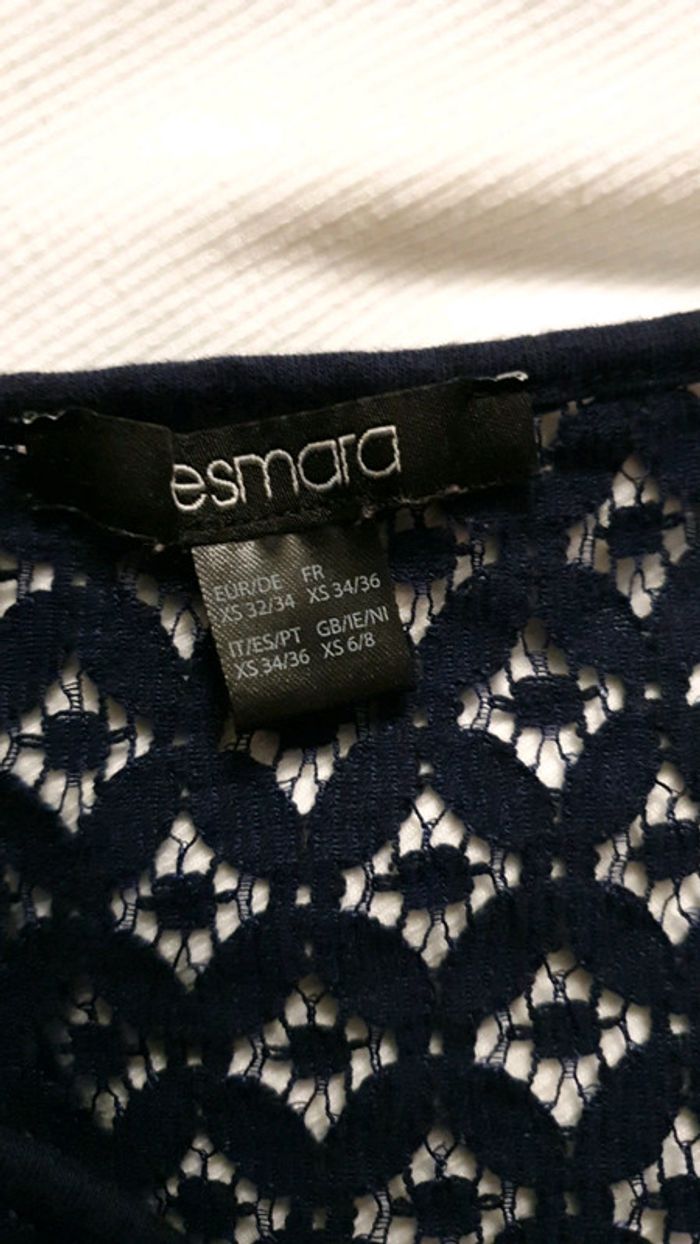 esmara
EUR/DE FR
XS 32/34 XS 34/36
IT/ES/PT GB/IE/NI
XS 34/36 XS 6/8